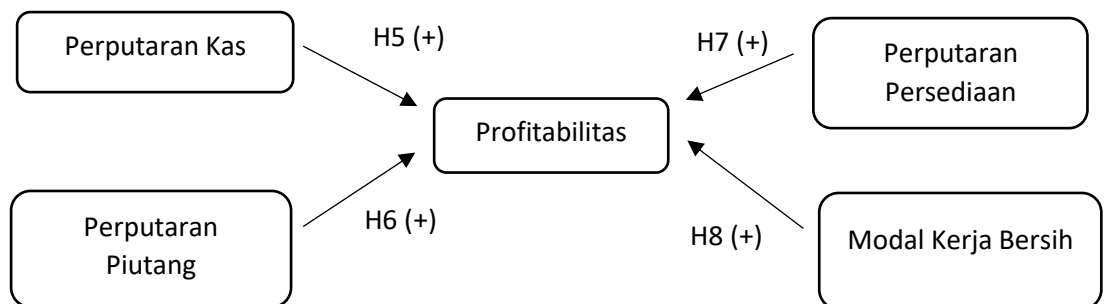 Perputaran Kas
H5 (+)
H7 (+)
Perputaran
Persediaan
Profitabilitas
Perputaran
Piutang
H6 (+)
H8 (+)
Modal Kerja Bersih